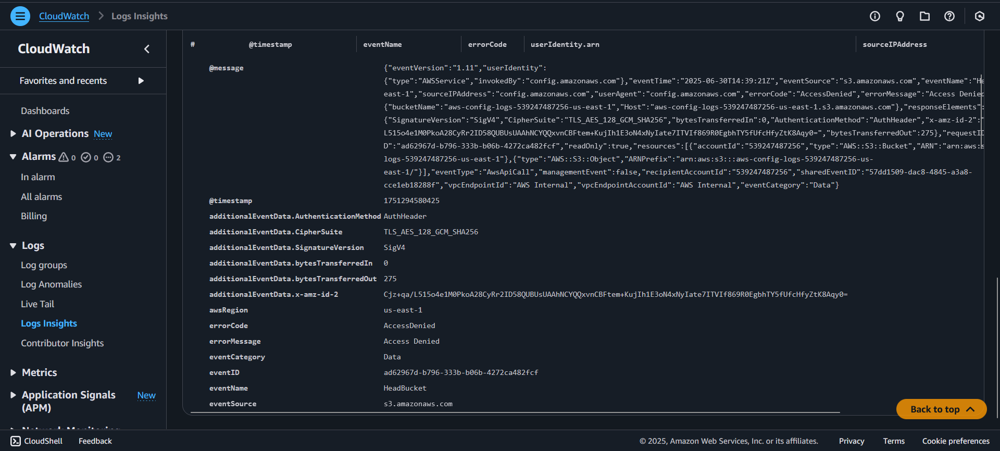 CloudWatch > Logs Insights
CloudWatch
Favorites and recents
Dashboards
AI Operations New
Alarms 0 0 2
In alarm
All alarms
Billing
Logs
Log groups
Log Anomalies
Live Tail
Logs Insights
Contributor Insights
Metrics
Application Signals New
(APM)
# @timestamp eventName errorCode userIdentity.arn sourceIPAddress
@message {"eventVersion":"1.11","userIdentity":
{"type":"AWSService","invokedBy":"config.amazonaws.com"},"eventTime":"2025-06-30T14:39:21Z","eventSource":"s3.amazonaws.com","eventName":"He
east-1","sourceIPAddress":"config.amazonaws.com","userAgent":"config.amazonaws.com","errorCode":"AccessDenied","errorMessage":"Access Denied
{"bucketName":"aws-config-logs-539247487256-us-east-1","Host":"aws-config-logs-539247487256-us-east-1.s3.amazonaws.com"},"responseElements":
{"SignatureVersion":"SigV4","CipherSuite":"TLS_AES_128_GCM_SHA256","bytesTransferredIn":0,"AuthenticationMethod":"AuthHeader","x-amz-id-2":"
L515o4e1M0PkoA28CyRr2ID58QUBUsUAAhNCYQQxvnCBFtem+KujIh1E3oN4xNyIate7ITVIf869R0EgbhTY5fUfcHfyZtK8Aqy0=","bytesTransferredOut":275},"requestID
D":"ad62967d-b796-333b-b06b-4272ca482fcf","readOnly":true,"resources":[{"accountId":"539247487256","type":"AWS::S3::Bucket","ARN":"arn:aws:s
logs-539247487256-us-east-1"},{"type":"AWS::S3::Object","ARNPrefix":"arn:aws:s3:::aws-config-logs-539247487256-us-
east-1/"}],"eventType":"AwsApiCall","managementEvent":false,"recipientAccountId":"539247487256","sharedEventID":"57dd1509-dac8-4845-a3a8-
cce1eb18288f","vpcEndpointId":"AWS Internal","vpcEndpointAccountId":"AWS Internal","eventCategory":"Data"}
@timestamp 1751294580425
additionalEventData.AuthenticationMethod AuthHeader
additionalEventData.CipherSuite TLS_AES_128_GCM_SHA256
additionalEventData.SignatureVersion SigV4
additionalEventData.bytesTransferredIn 0
additionalEventData.bytesTransferredOut 275
additionalEventData.x-amz-id-2 Cjz+qa/L515o4e1M0PkoA28CyRr2ID58QUBUsUAAhNCYQQxvnCBFtem+KujIh1E3oN4xNyIate7ITVIf869R0EgbhTY5fUfcHfyZtK8Aqy0=
awsRegion us-east-1
errorCode AccessDenied
errorMessage Access Denied
eventCategory Data
eventID ad62967d-b796-333b-b06b-4272ca482fcf
eventName HeadBucket
eventSource s3.amazonaws.com
Back to top
CloudShell Feedback © 2025, Amazon Web Services, Inc. or its affiliates. Privacy Terms Cookie preferences